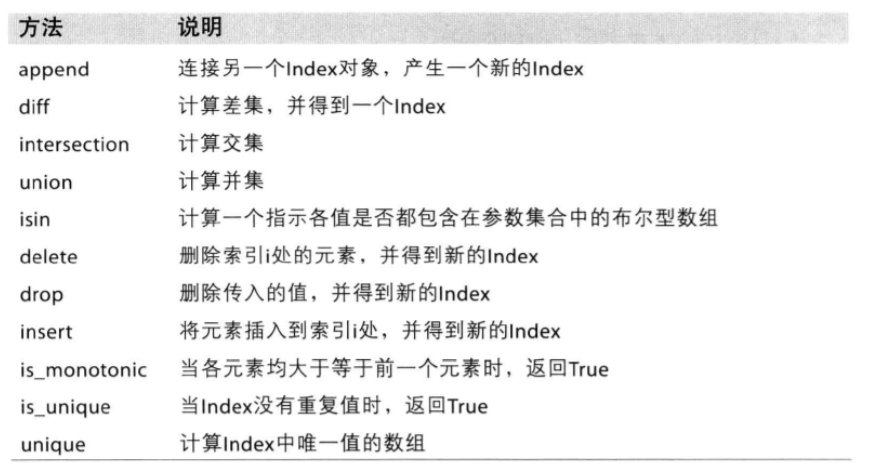 方法 说明
append 连接另一个Index对象，产生一个新的Index
diff 计算差集，并得到一个Index
intersection 计算交集
union 计算并集
isin 计算一个指示各值是否都包含在参数集合中的布尔型数组
delete 删除索引i处的元素，并得到新的Index
drop 删除传入的值，并得到新的Index
insert 将元素插入到索引i处，并得到新的Index
is_monotonic 当各元素均大于等于前一个元素时，返回True
is_unique 当Index没有重复值时，返回True
unique 计算Index中唯一值的数组